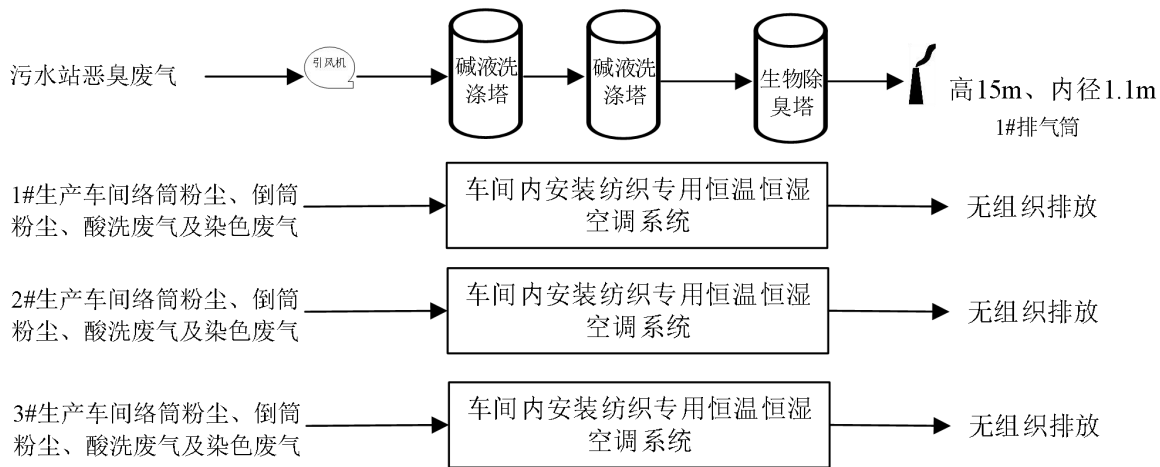 污水站恶臭废气
引风机
碱液洗
涤塔
碱液洗
涤塔
生物除
臭塔
高15m、内径1.1m
1#排气筒
1#生产车间络筒粉尘、倒筒
粉尘、酸洗废气及染色废气
车间内安装纺织专用恒温恒湿
空调系统
无组织排放
2#生产车间络筒粉尘、倒筒
粉尘、酸洗废气及染色废气
车间内安装纺织专用恒温恒湿
空调系统
无组织排放
3#生产车间络筒粉尘、倒筒
粉尘、酸洗废气及染色废气
车间内安装纺织专用恒温恒湿
空调系统
无组织排放